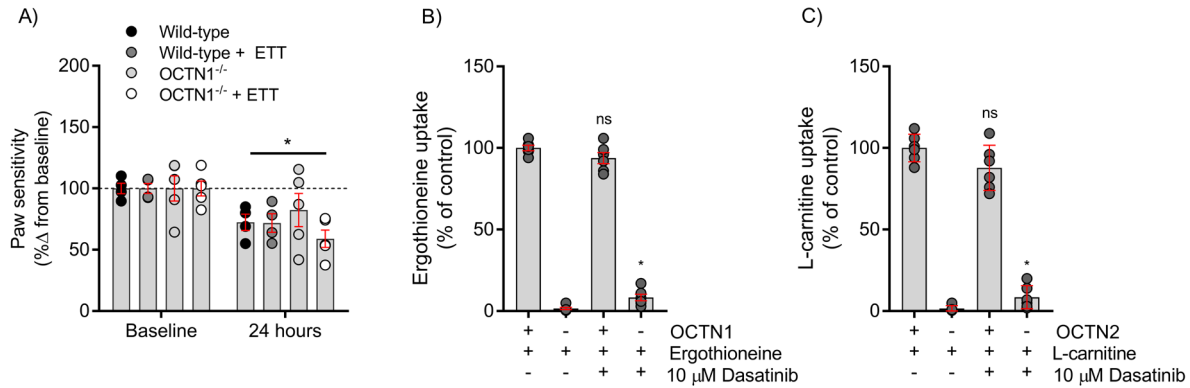 A)
Wild-type
Wild-type + ETT
OCTN1-/-
OCTN1-/- + ETT
Paw sensitivity
(%Δ from baseline)
200
150
100
50
0
*
Baseline
24 hours
B)
Ergothioneine uptake
(% of control)
150
100
50
0
ns
*
+ - + - OCTN1
+ + + + Ergothioneine
- - + + 10 μM Dasatinib
C)
L-carnitine uptake
(% of control)
150
100
50
0
ns
*
+ - + - OCTN2
+ + + + L-carnitine
- - + + 10 μM Dasatinib